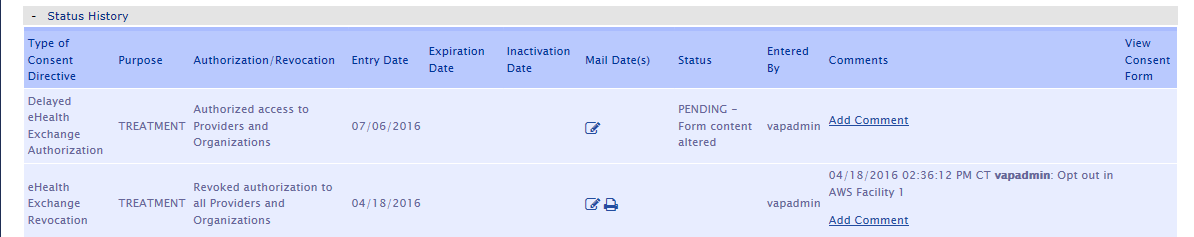 - Status History
Type of
Consent
Directive
Purpose
Authorization/Revocation
Entry Date
Expiration
Date
Inactivation
Date
Mail Date(s)
Status
Entered
By
Comments
View
Consent
Form
Delayed
eHealth
Exchange
Authorization
TREATMENT
Authorized access to
Providers and
Organizations
07/06/2016
PENDING -
Form content
altered
vapadmin
Add Comment
eHealth
Exchange
Revocation
TREATMENT
Revoked authorization to
all Providers and
Organizations
04/18/2016
vapadmin
04/18/2016 02:36:12 PM CT vapadmin: Opt out in
AWS Facility 1
Add Comment